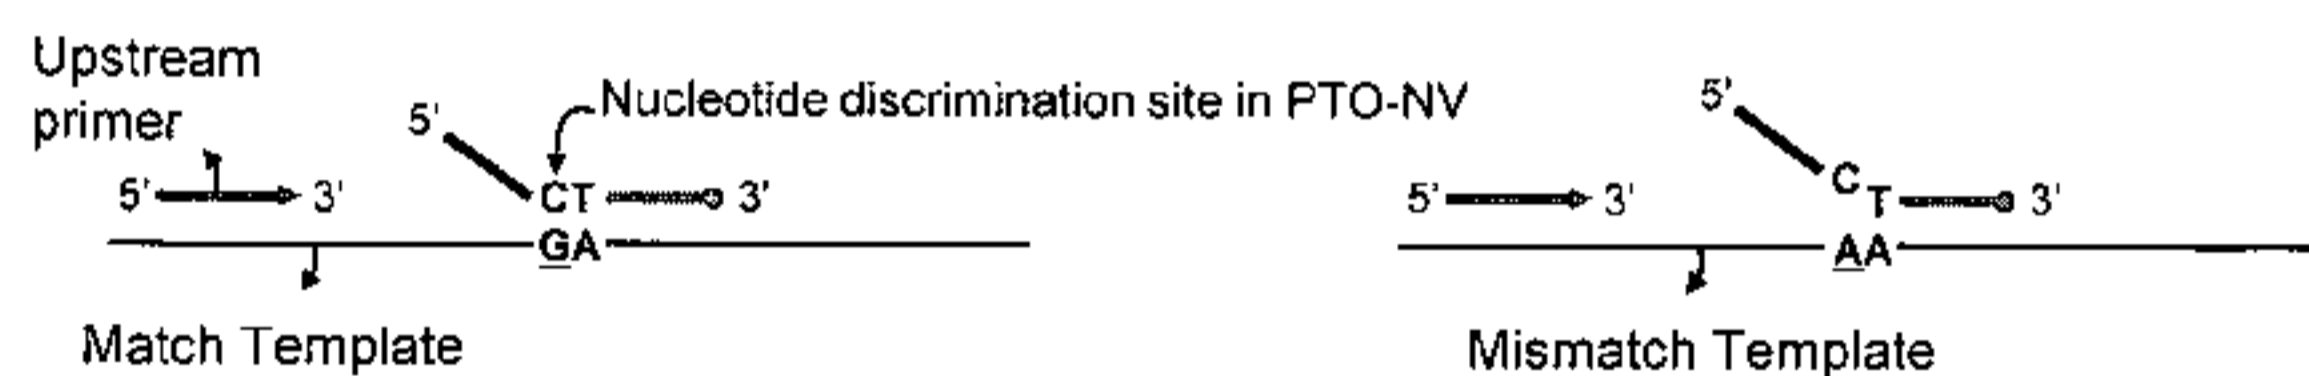 Upstream
primer
5' Nucleotide discrimination site in PTO-NV 5'
5' 3' CT 3' 5' 3' C T 3'
GA AA
Match Template Mismatch Template